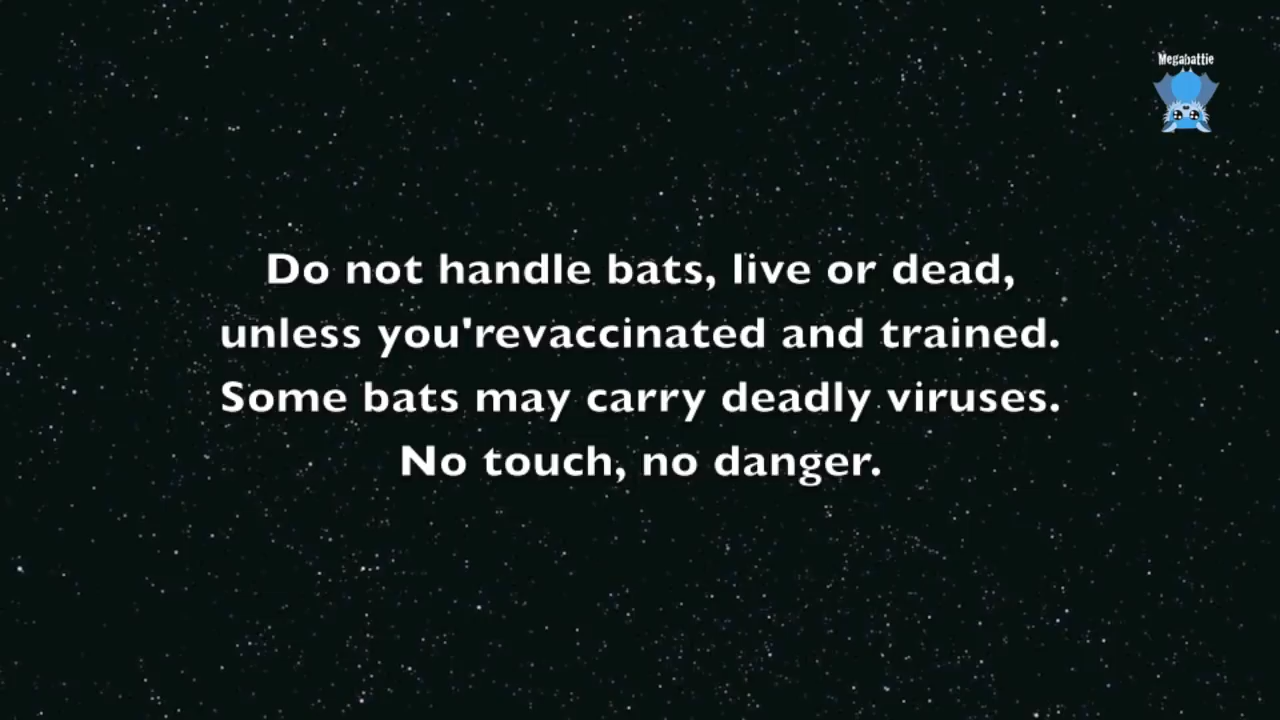 Megabattie
Do not handle bats, live or dead,
unless you'revaccinated and trained.
Some bats may carry deadly viruses.
No touch, no danger.